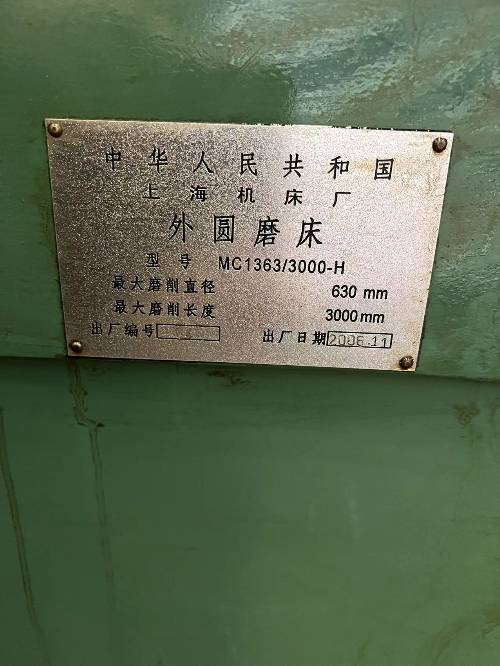 中华人民共和国
上海机床厂
外圆磨床
型号 MC1363/3000-H
最大磨削直径 630 mm
最大磨削长度 3000mm
出厂编号 出厂日期 2006.11